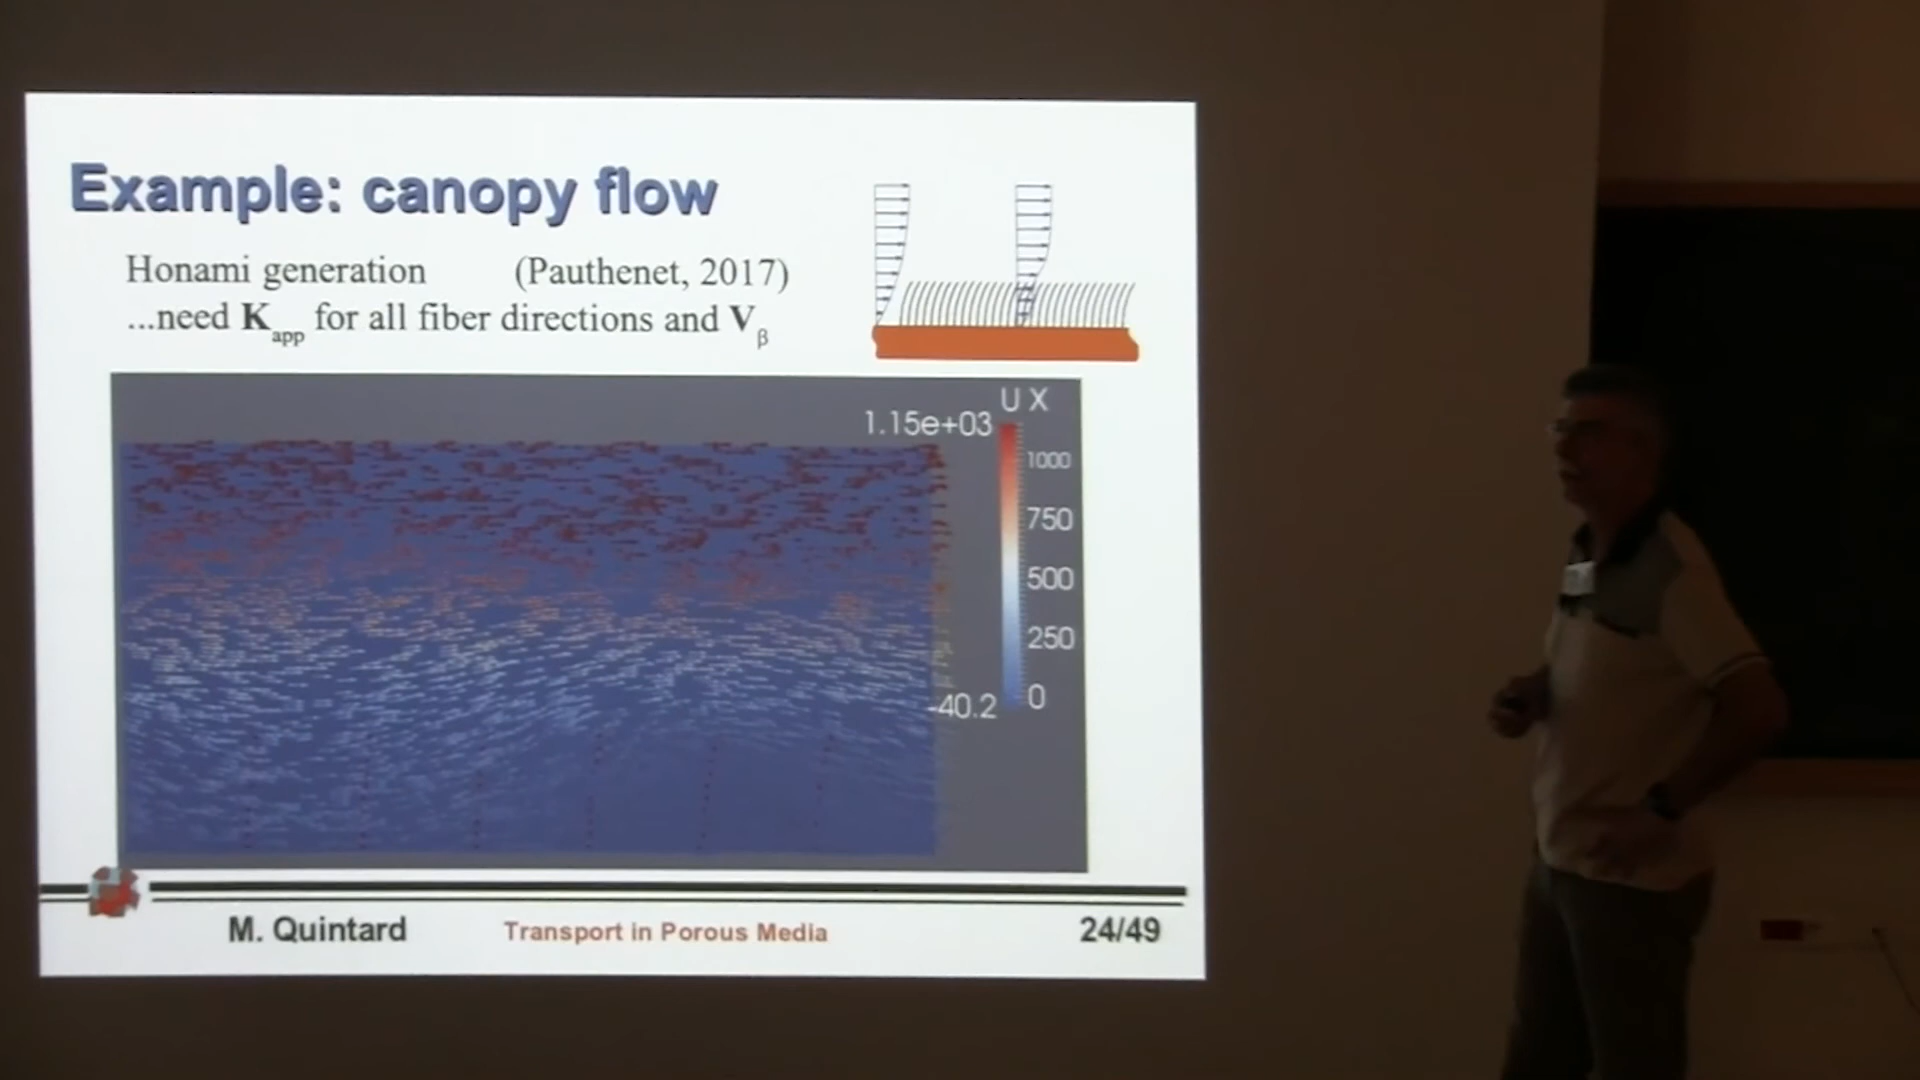 Example: canopy flow
Honami generation (Pauthenet, 2017)
...need K_app for all fiber directions and V_β
U X
1.15e+03
1000
750
500
250
0
-40.2
M. Quintard Transport in Porous Media 24/49